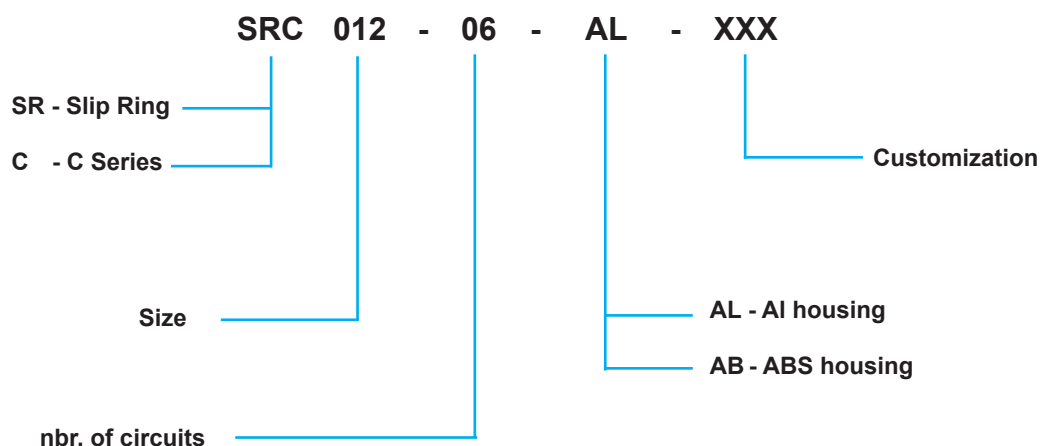 SRC 012 - 06 - AL - XXX
SR - Slip Ring
C - C Series
Customization
Size
AL - Al housing
AB - ABS housing
nbr. of circuits